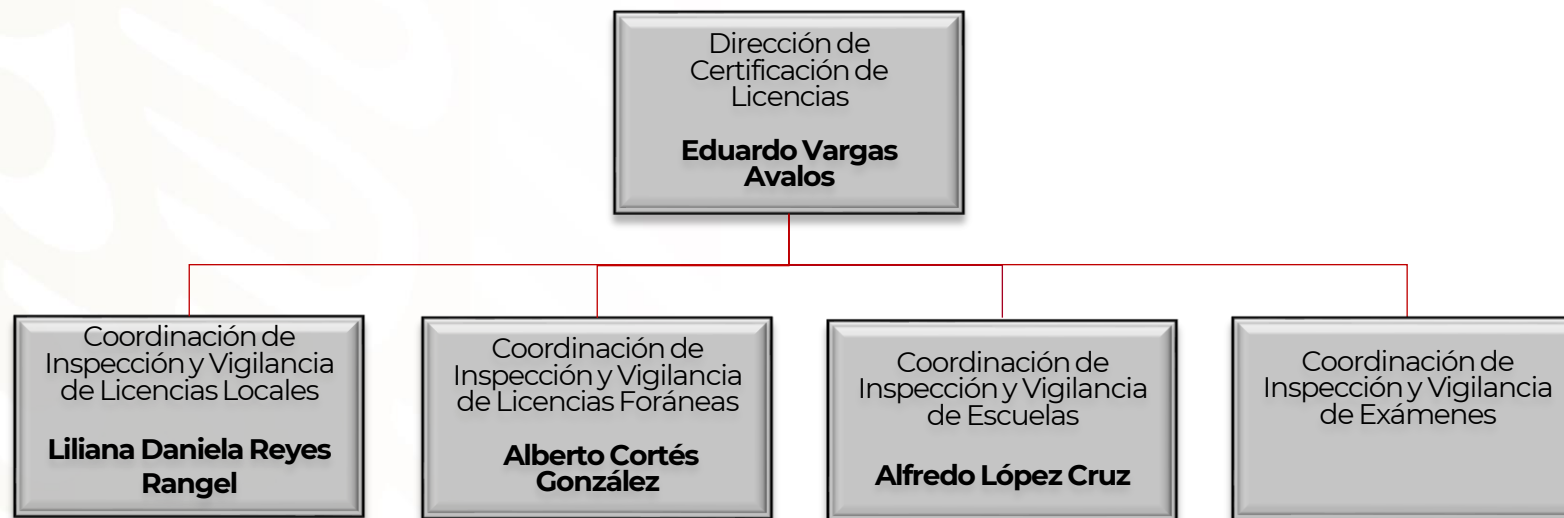 Dirección de
Certificación de
Licencias
Eduardo Vargas
Avalos
Coordinación de
Inspección y Vigilancia
de Licencias Locales
Liliana Daniela Reyes
Rangel
Coordinación de
Inspección y Vigilancia
de Licencias Foráneas
Alberto Cortés
González
Coordinación de
Inspección y Vigilancia
de Escuelas
Alfredo López Cruz
Coordinación de
Inspección y Vigilancia
de Exámenes